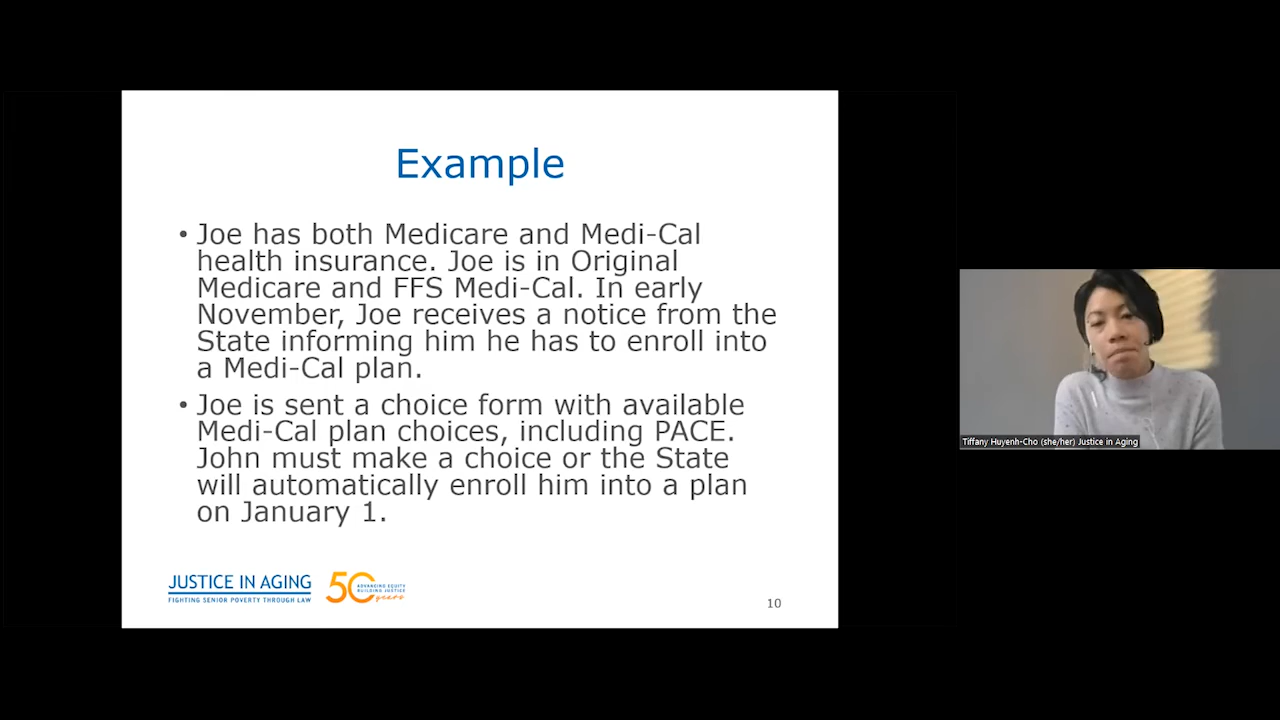 Example
• Joe has both Medicare and Medi-Cal
health insurance. Joe is in Original
Medicare and FFS Medi-Cal. In early
November, Joe receives a notice from the
State informing him he has to enroll into
a Medi-Cal plan.
• Joe is sent a choice form with available
Medi-Cal plan choices, including PACE.
John must make a choice or the State
will automatically enroll him into a plan
on January 1.
JUSTICE IN AGING
FIGHTING SENIOR POVERTY THROUGH LAW
50 years
ADVANCING EQUITY
BUILDING JUSTICE
10
Tiffany Huyenh-Cho (she/her) Justice in Aging